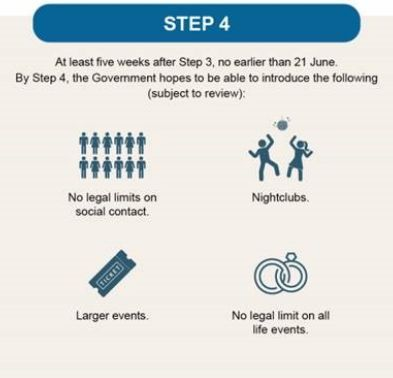 STEP 4
At least five weeks after Step 3, no earlier than 21 June.
By Step 4, the Government hopes to be able to introduce the following
(subject to review):
No legal limits on
social contact.
Nightclubs.
TICKET
Larger events.
No legal limit on all
life events.